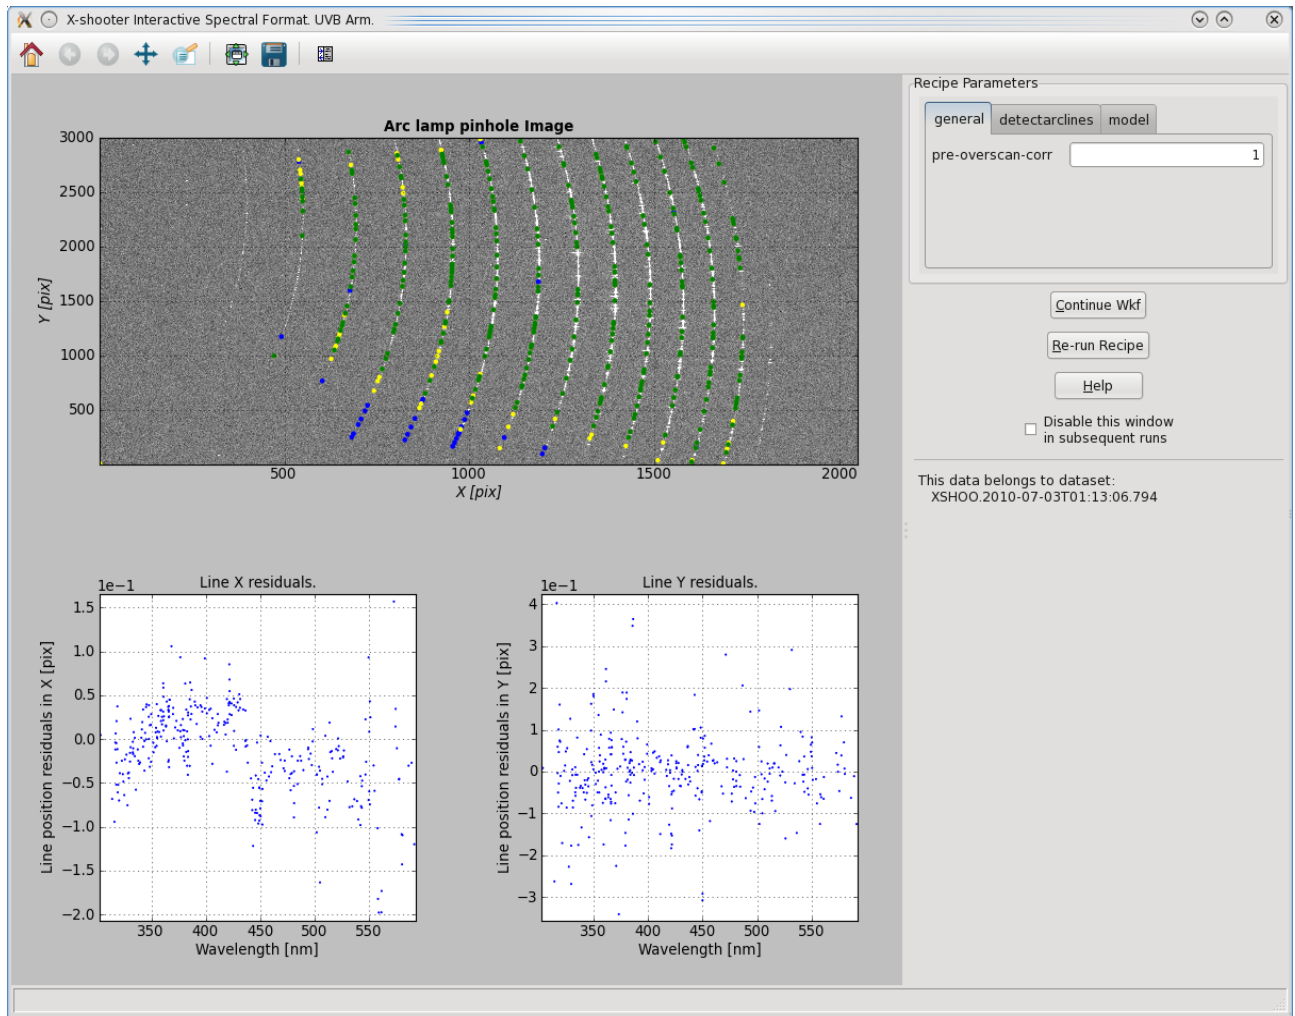 X-shooter Interactive Spectral Format. UVB Arm.
Recipe Parameters
general detectarclines model
pre-overscan-corr 1
Continue Wkf
Re-run Recipe
Help
Disable this window
in subsequent runs
This data belongs to dataset:
XSHOO.2010-07-03T01:13:06.794
Arc lamp pinhole Image
3000
2500
2000
1500
1000
500
Y [pix]
500 1000 1500 2000
X [pix]
Line X residuals.
1e−1
1.5
1.0
0.5
0.0
−0.5
−1.0
−1.5
−2.0
Line position residuals in X [pix]
350 400 450 500 550
Wavelength [nm]
Line Y residuals.
1e−1
4
3
2
1
0
−1
−2
−3
Line position residuals in Y [pix]
350 400 450 500 550
Wavelength [nm]